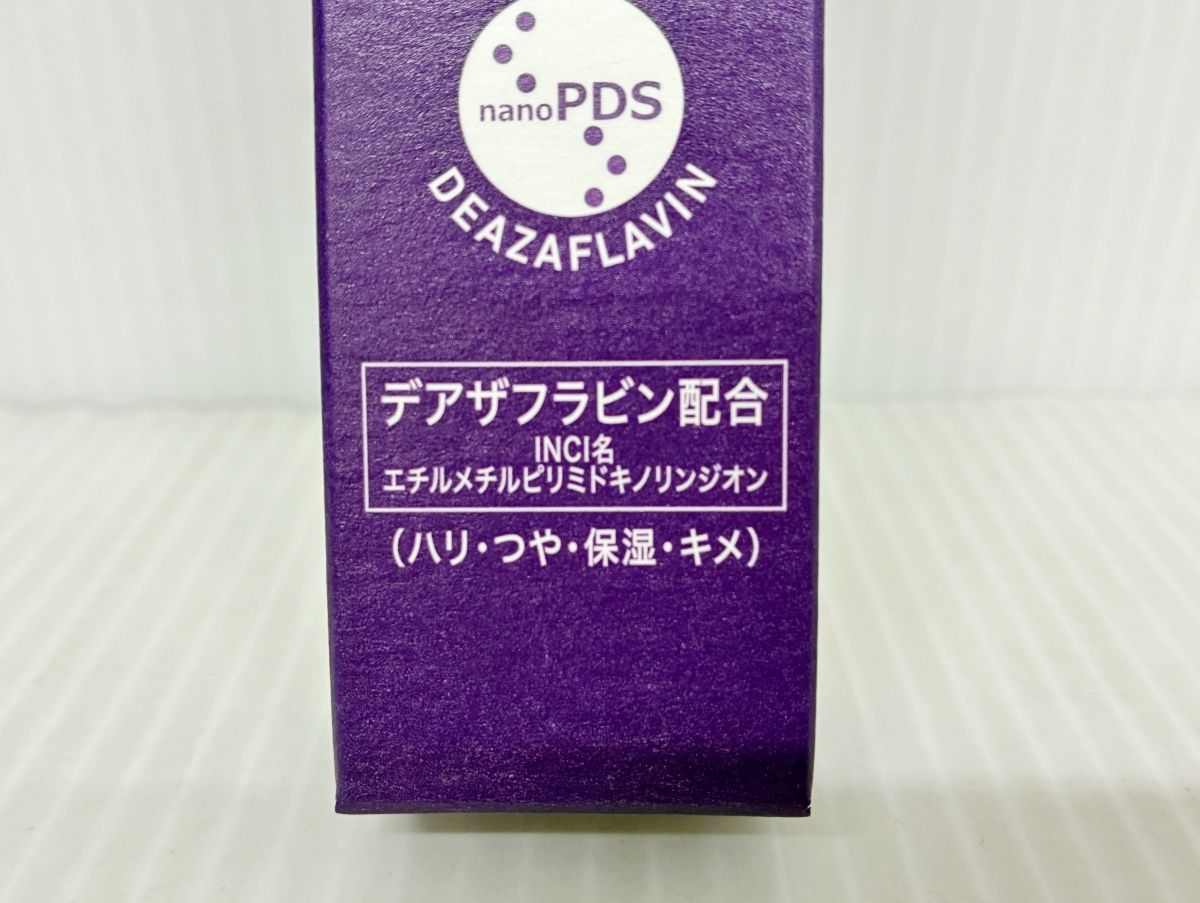 nanoPDS
DEAZAFLAVIN
デアザフラビン配合
INCI名
エチルメチルピリミドキノリンジオン
(ハリ・つや・保湿・キメ)